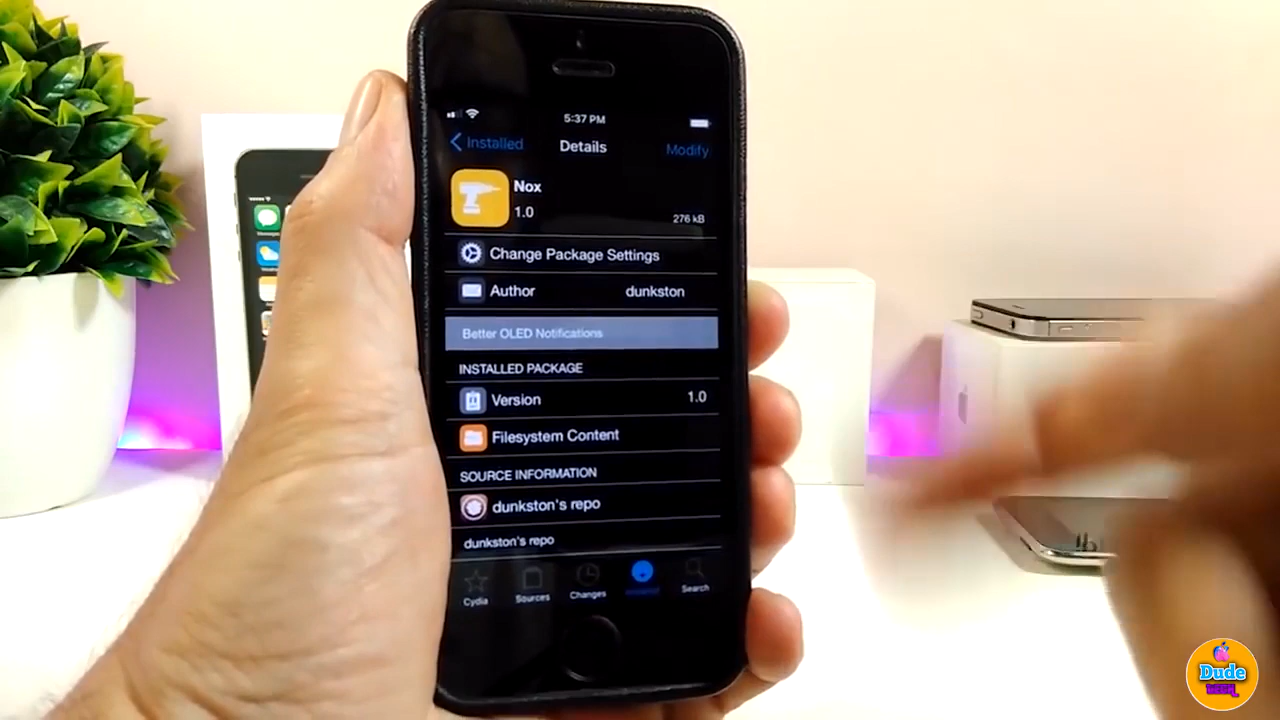 5:37 PM
Installed
Details
Modify
Nox
1.0
276 kB
Change Package Settings
Author
dunkston
Better OLED Notifications
INSTALLED PACKAGE
Version
1.0
Filesystem Content
SOURCE INFORMATION
dunkston's repo
dunkston's repo
Cydia
Sources
Changes
Search
Dude